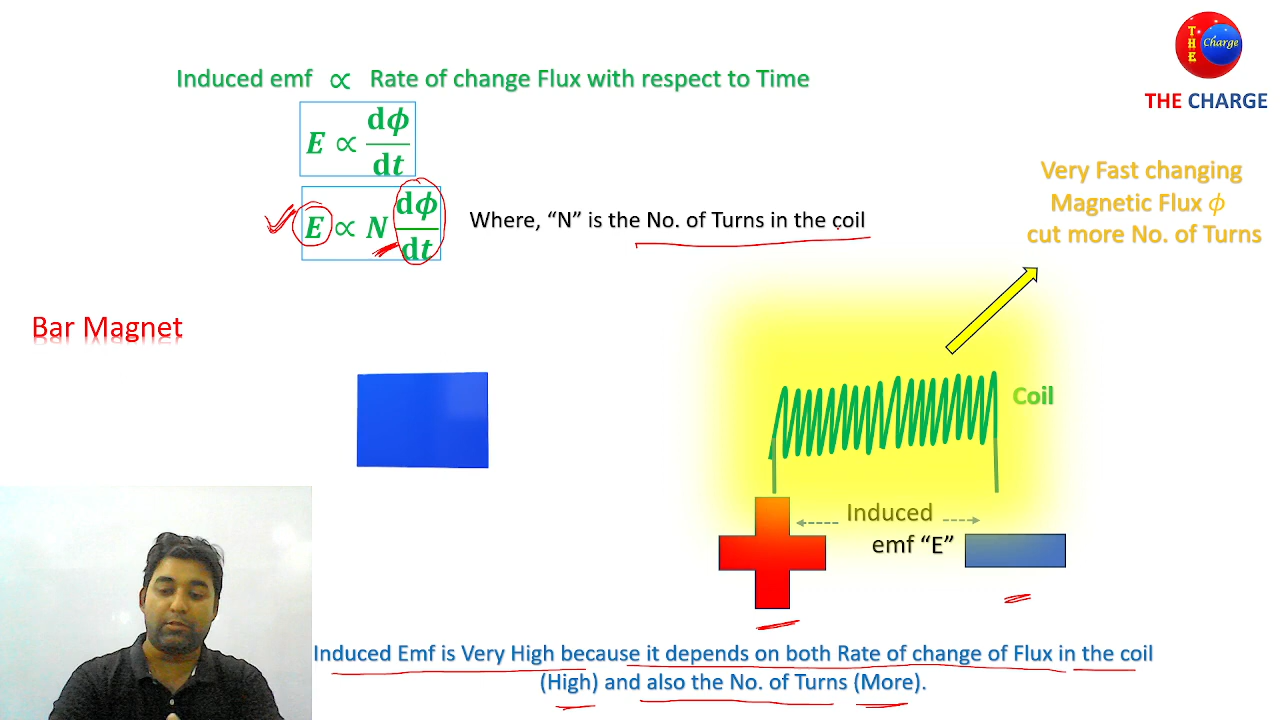 THE
Charge
THE CHARGE
Induced emf ∝ Rate of change Flux with respect to Time
E ∝ dϕ/dt
E ∝ N dϕ/dt
Where, “N” is the No. of Turns in the coil
Very Fast changing
Magnetic Flux ϕ
cut more No. of Turns
Bar Magnet
Coil
Induced
emf “E”
Induced Emf is Very High because it depends on both Rate of change of Flux in the coil
(High) and also the No. of Turns (More).